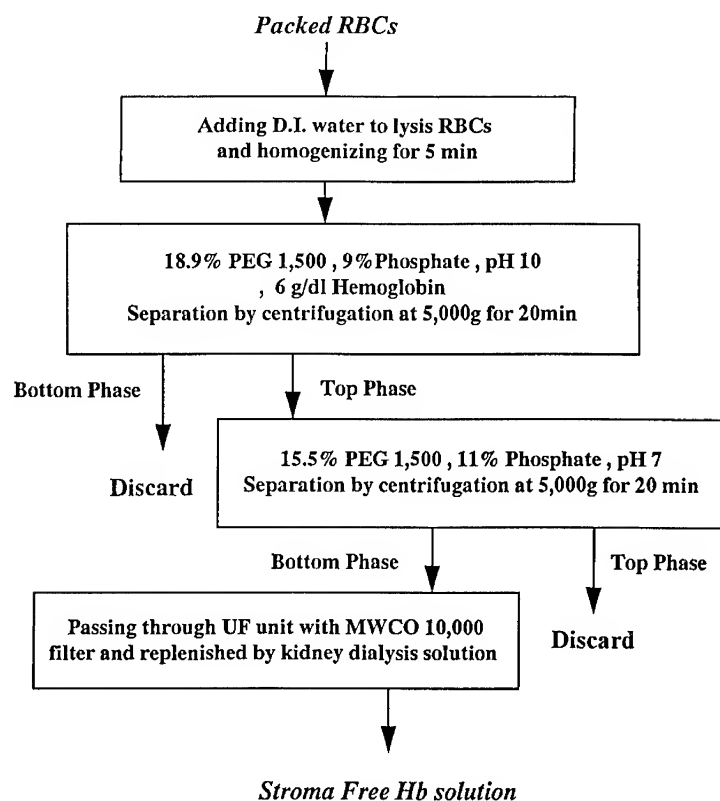 Packed RBCs
Adding D.I. water to lysis RBCs
and homogenizing for 5 min
18.9% PEG 1,500 , 9%Phosphate , pH 10
, 6 g/dl Hemoglobin
Separation by centrifugation at 5,000g for 20min
Bottom Phase
Top Phase
Discard
15.5% PEG 1,500 , 11% Phosphate , pH 7
Separation by centrifugation at 5,000g for 20 min
Bottom Phase
Top Phase
Passing through UF unit with MWCO 10,000
filter and replenished by kidney dialysis solution
Discard
Stroma Free Hb solution